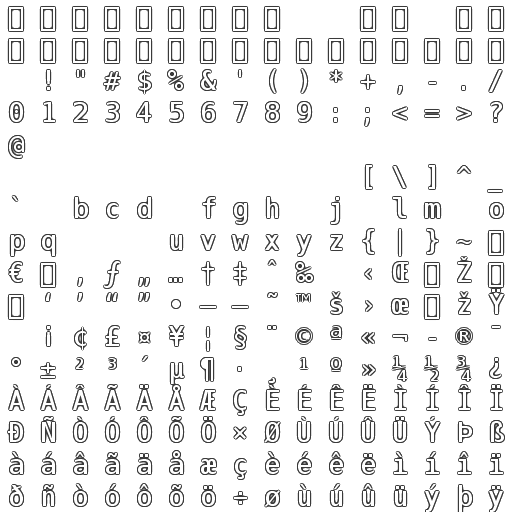 ! " # $ % & ' ( ) * + , - . /
0 1 2 3 4 5 6 7 8 9 : ; < = > ?
@
[ \ ] ^ _
` b c d f g h j l m o
p q u v w x y z { | } ~
€ ‚ ƒ „ … † ‡ ˆ ‰ ‹ Œ Ž
‘ ’ “ ” • – — ˜ ™ š › œ ž Ÿ
¡ ¢ £ ¤ ¥ ¦ § ¨ © ª « ¬ - ® ¯
° ± ² ³ ´ µ ¶ · ¹ º » ¼ ½ ¾ ¿
À Á Â Ã Ä Å Æ Ç È É Ê Ë Ì Í Î Ï
Ð Ñ Ò Ó Ô Õ Ö × Ø Ù Ú Û Ü Ý Þ ß
à á â ã ä å æ ç è é ê ë ì í î ï
ð ñ ò ó ô õ ö ÷ ø ù ú û ü ý þ ÿ